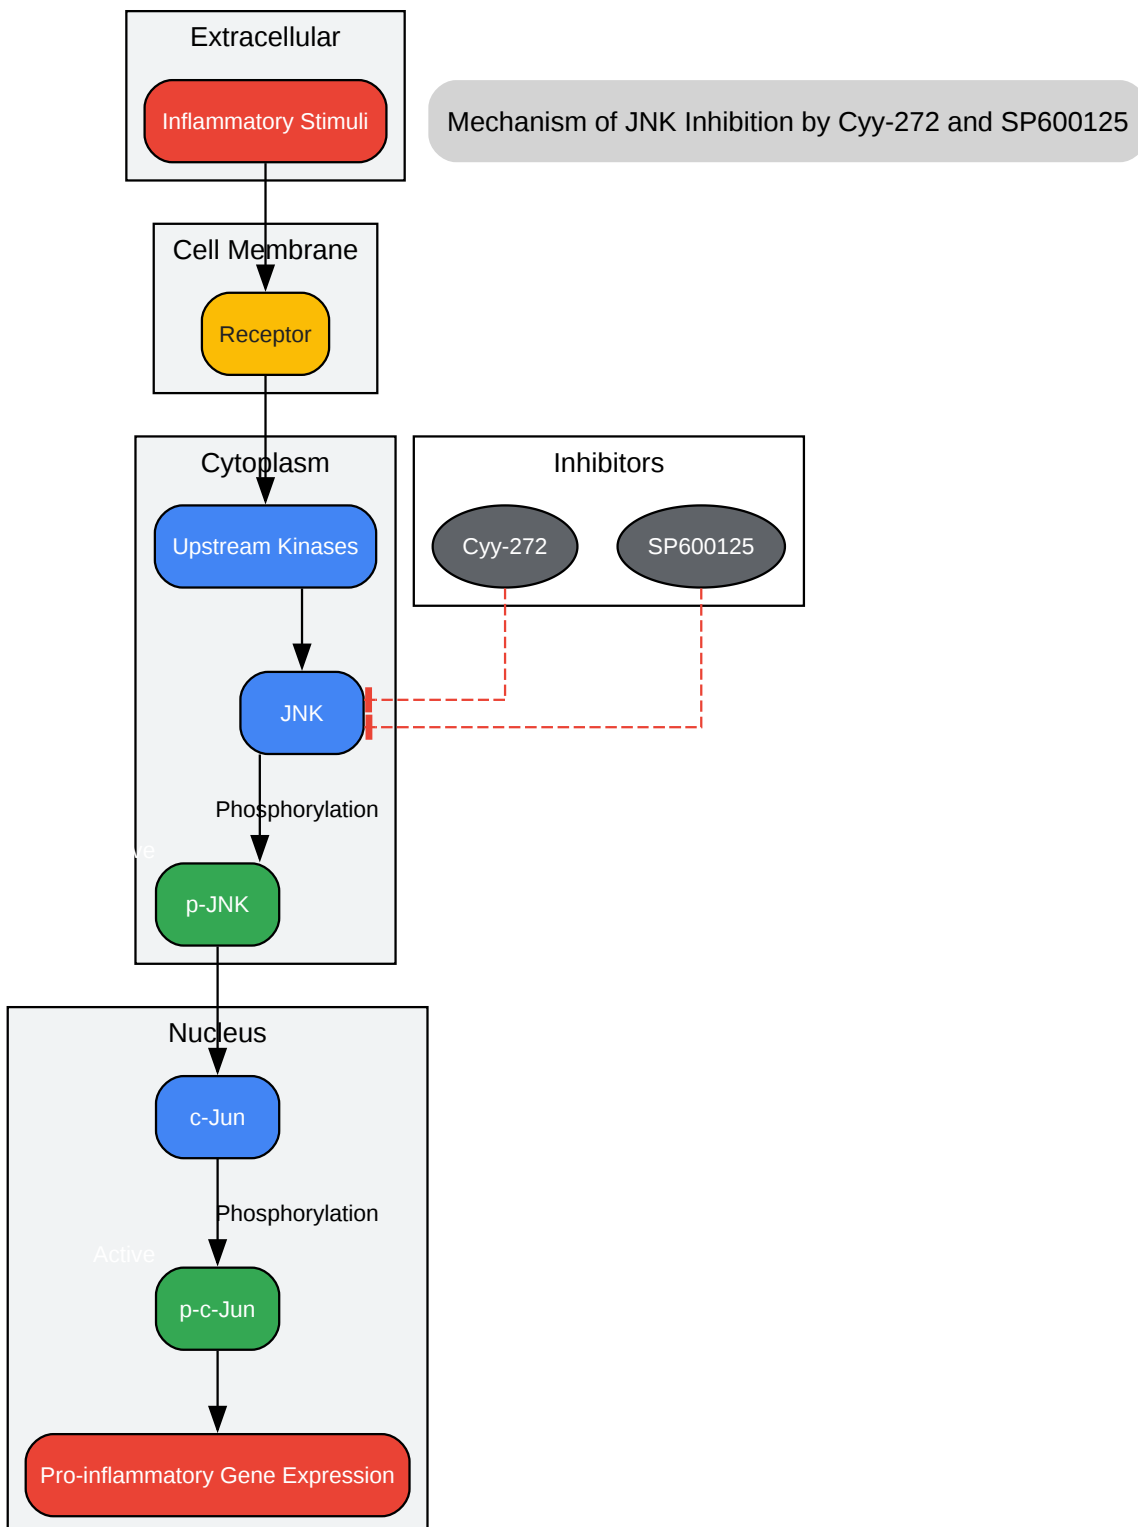 Extracellular
Inflammatory Stimuli
Mechanism of JNK Inhibition by Cyy-272 and SP600125
Cell Membrane
Receptor
Cytoplasm
Inhibitors
Upstream Kinases
Cyy-272
SP600125
JNK
Phosphorylation
p-JNK
Nucleus
c-Jun
Phosphorylation
Active
p-c-Jun
Pro-inflammatory Gene Expression